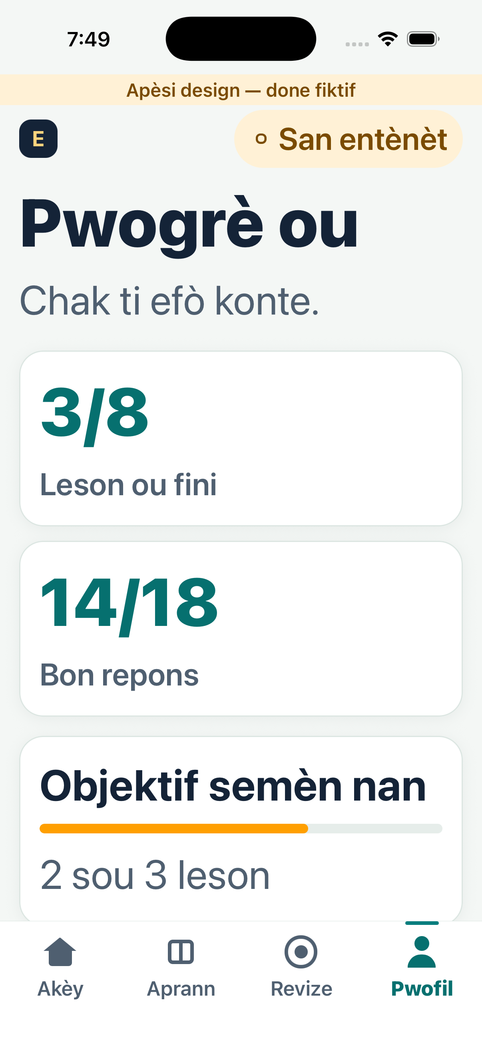 7:49
Apèsi design — done fiktif
E
San entènèt
Pwogrè ou
Chak ti efò konte.
3/8
Leson ou fini
14/18
Bon repons
Objektif semèn nan
2 sou 3 leson
Akèy
Aprann
Revize
Pwofil